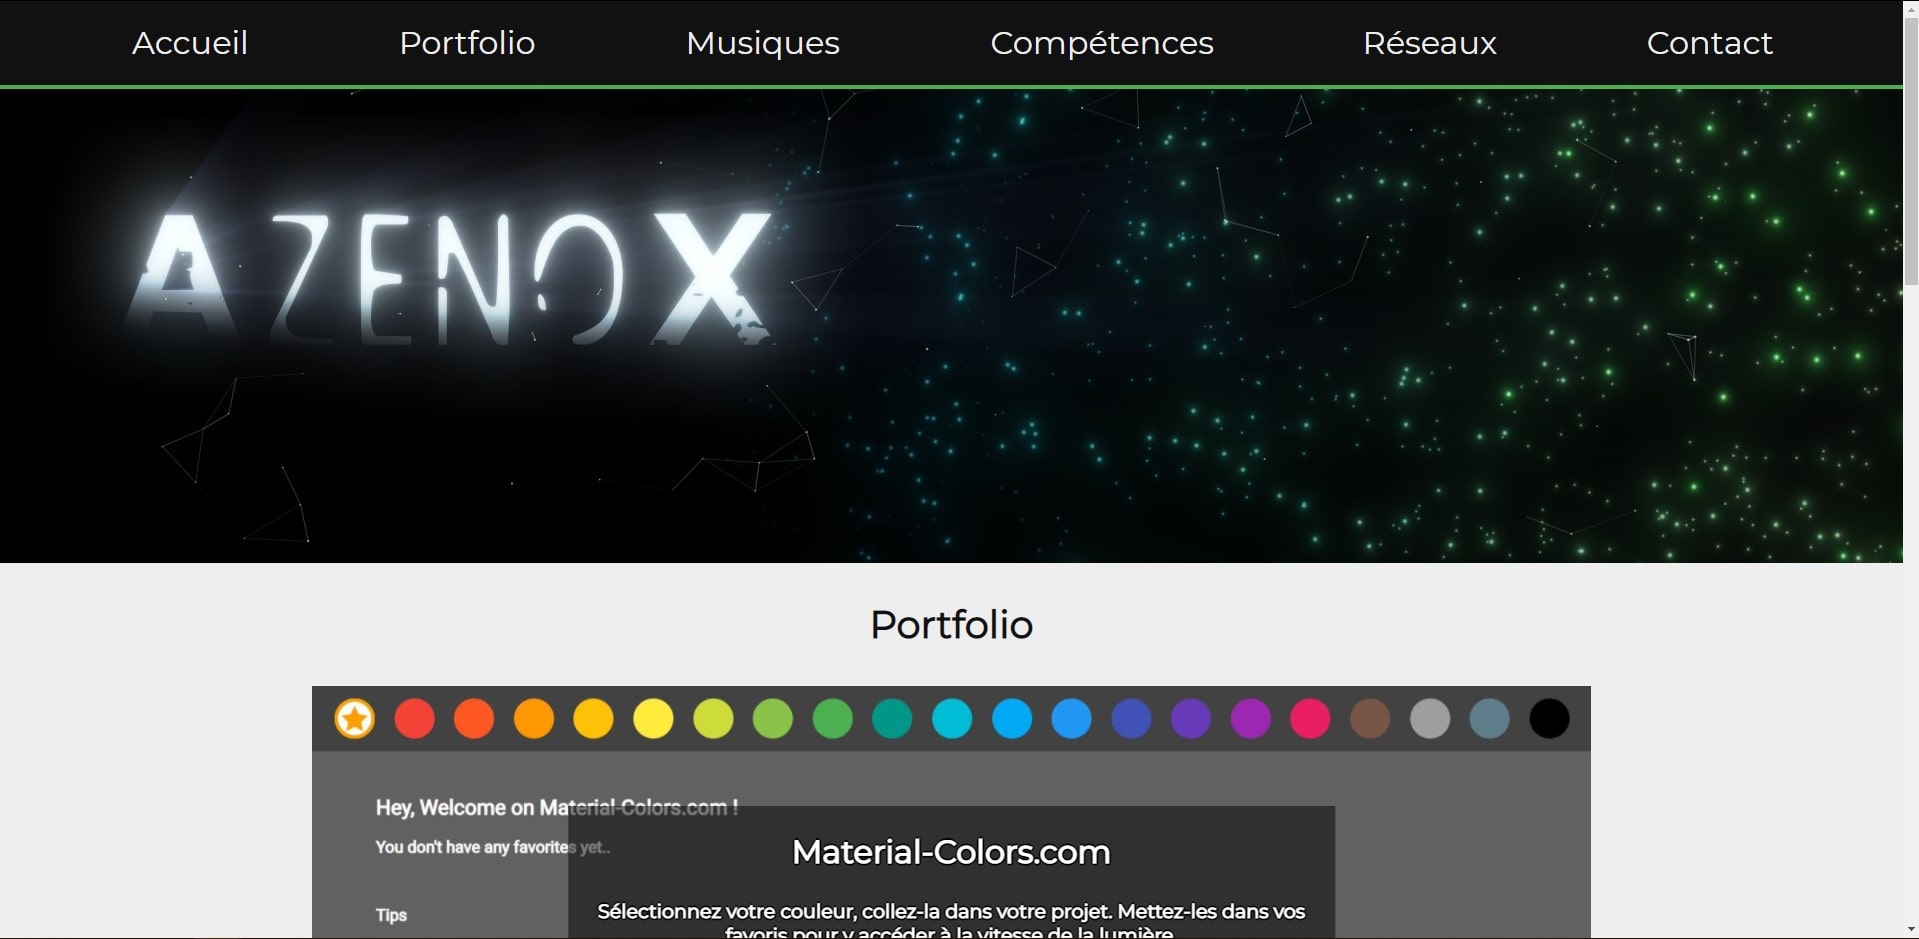 Accueil Portfolio Musiques Compétences Réseaux Contact
AZENOX
Portfolio
Hey, Welcome on Material-Colors.com !
You don't have any favorites yet..
Material-Colors.com
Tips
Sélectionnez votre couleur, collez-la dans votre projet. Mettez-les dans vos
favoris pour y accéder à la vitesse de la lumière